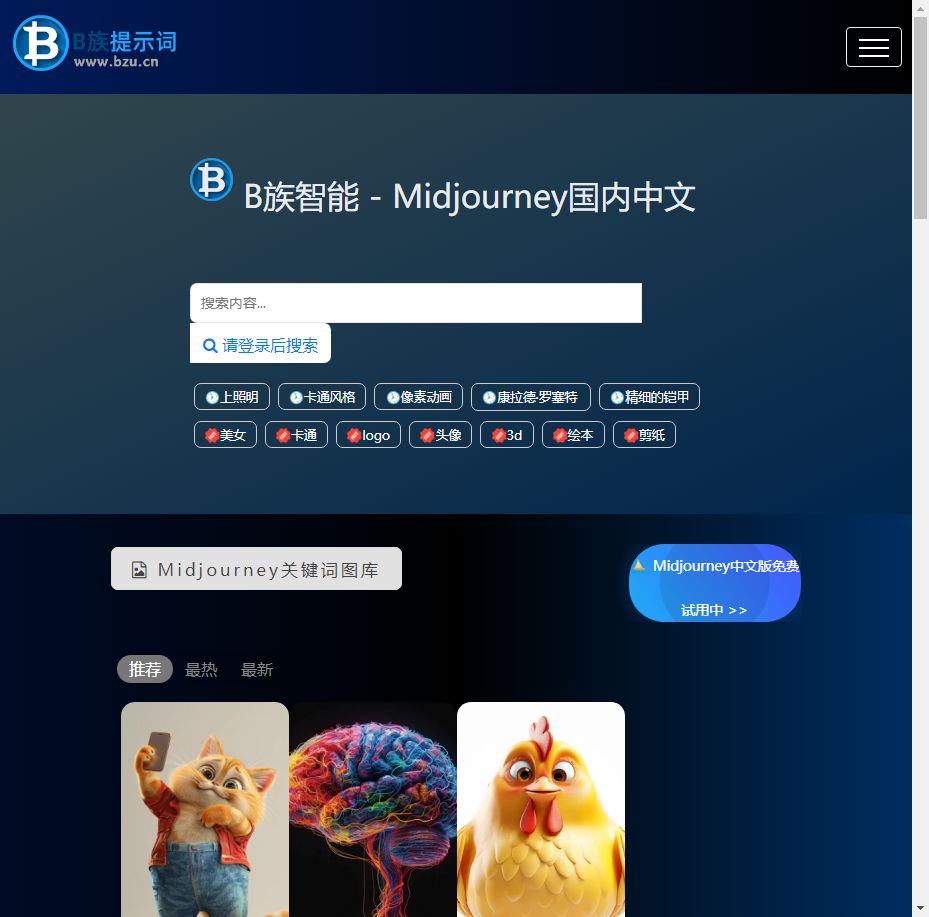 B族提示词
www.bzu.cn
B族智能 - Midjourney国内中文
搜索内容...
请登录后搜索
上照明 卡通风格 像素动画 康拉德·罗塞特 精细的铠甲
美女 卡通 logo 头像 3d 绘本 剪纸
Midjourney关键词图库
Midjourney中文版免费
试用中 >>
推荐 最热 最新